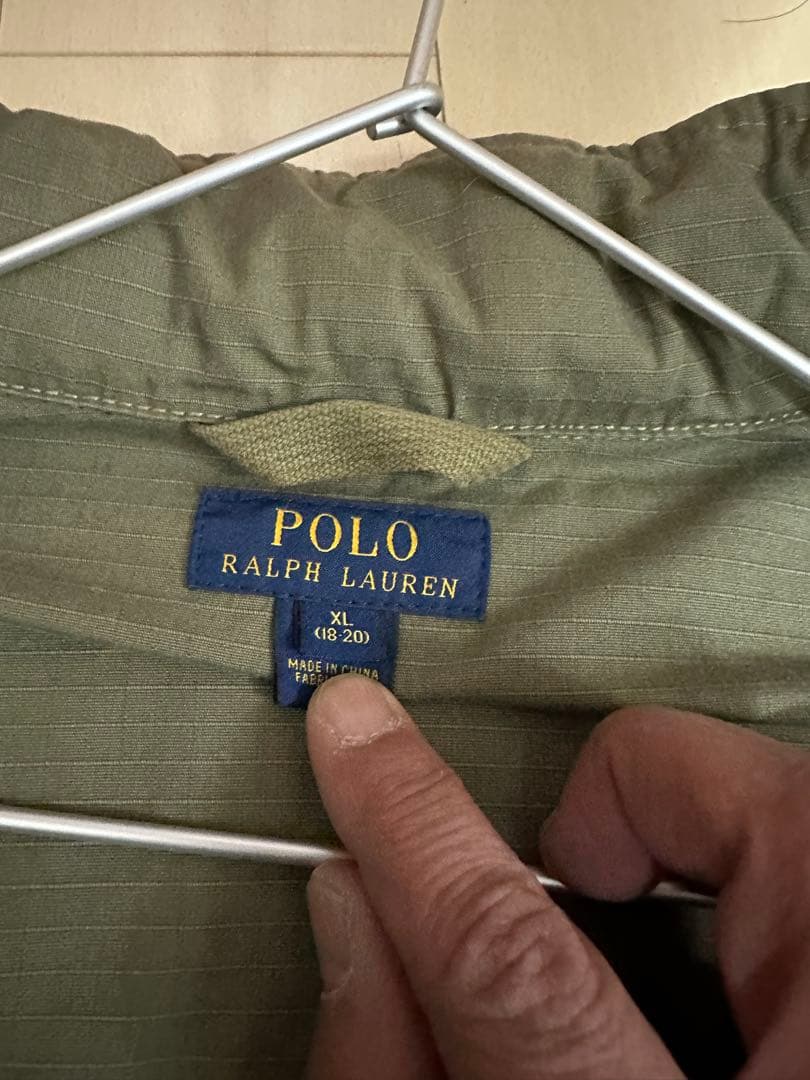 POLO
RALPH LAUREN
XL
(18-20)
MADE IN CHINA